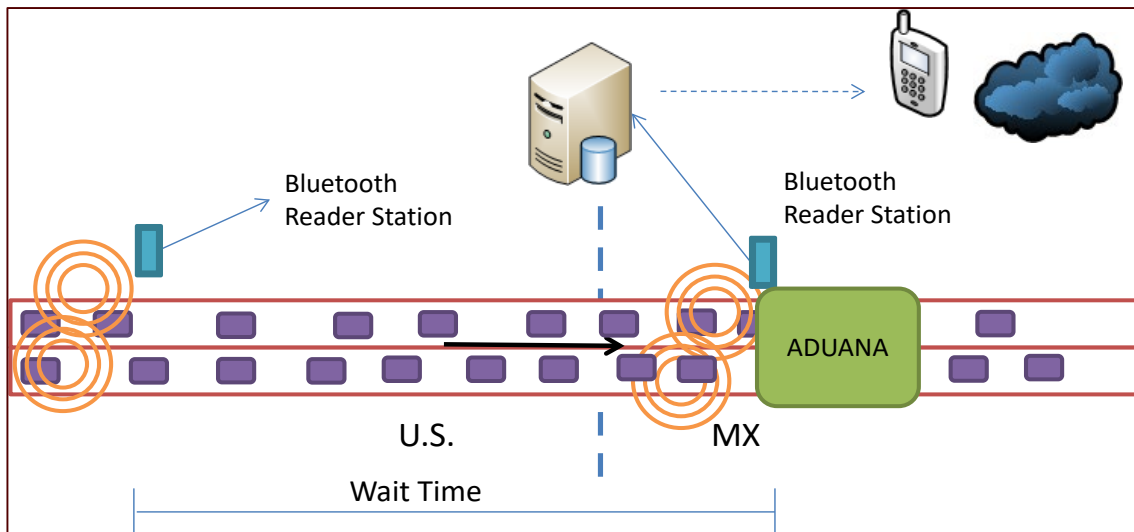 Bluetooth
Reader Station
Bluetooth
Reader Station
ADUANA
U.S.
MX
Wait Time